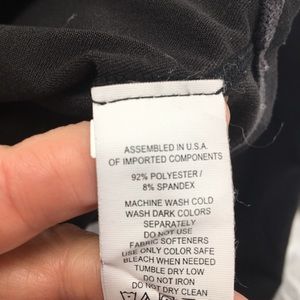 ASSEMBLED IN U.S.A.
OF IMPORTED COMPONENTS
92% POLYESTER /
8% SPANDEX
MACHINE WASH COLD
WASH DARK COLORS
SEPARATELY
DO NOT USE
FABRIC SOFTENERS
USE ONLY COLOR SAFE
BLEACH WHEN NEEDED
TUMBLE DRY LOW
DO NOT IRON
DO NOT DRY CLEAN